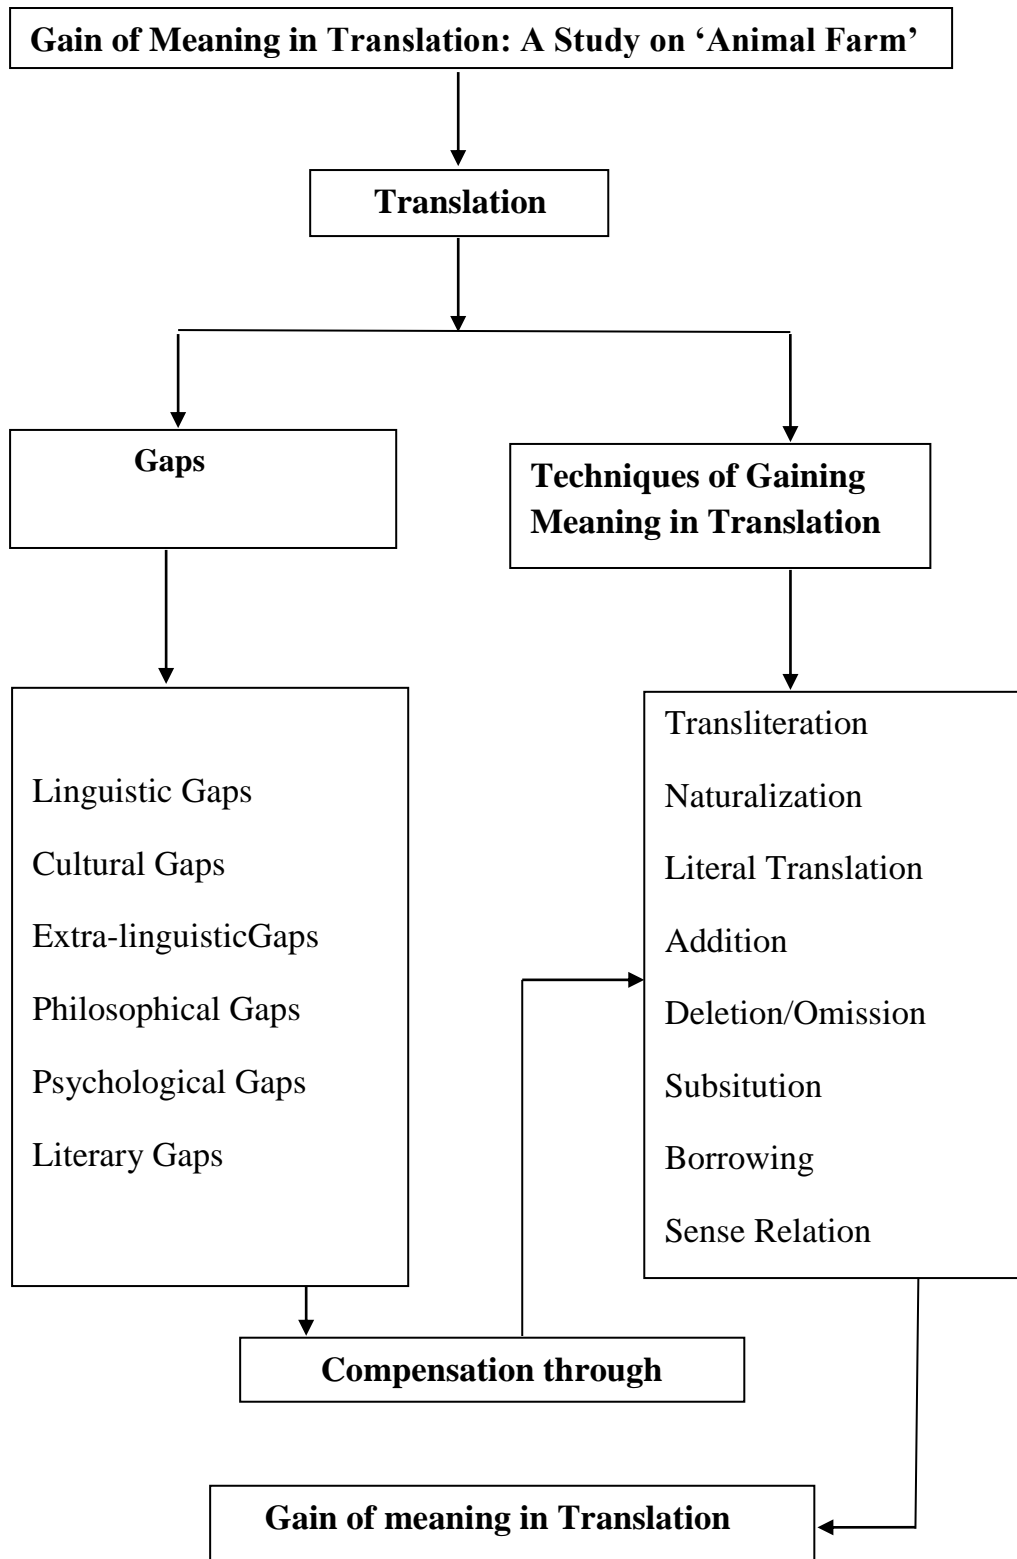 Gain of Meaning in Translation: A Study on ‘Animal Farm’
Translation
Gaps
Techniques of Gaining
Meaning in Translation
Linguistic Gaps
Cultural Gaps
Extra-linguisticGaps
Philosophical Gaps
Psychological Gaps
Literary Gaps
Transliteration
Naturalization
Literal Translation
Addition
Deletion/Omission
Subsitution
Borrowing
Sense Relation
Compensation through
Gain of meaning in Translation